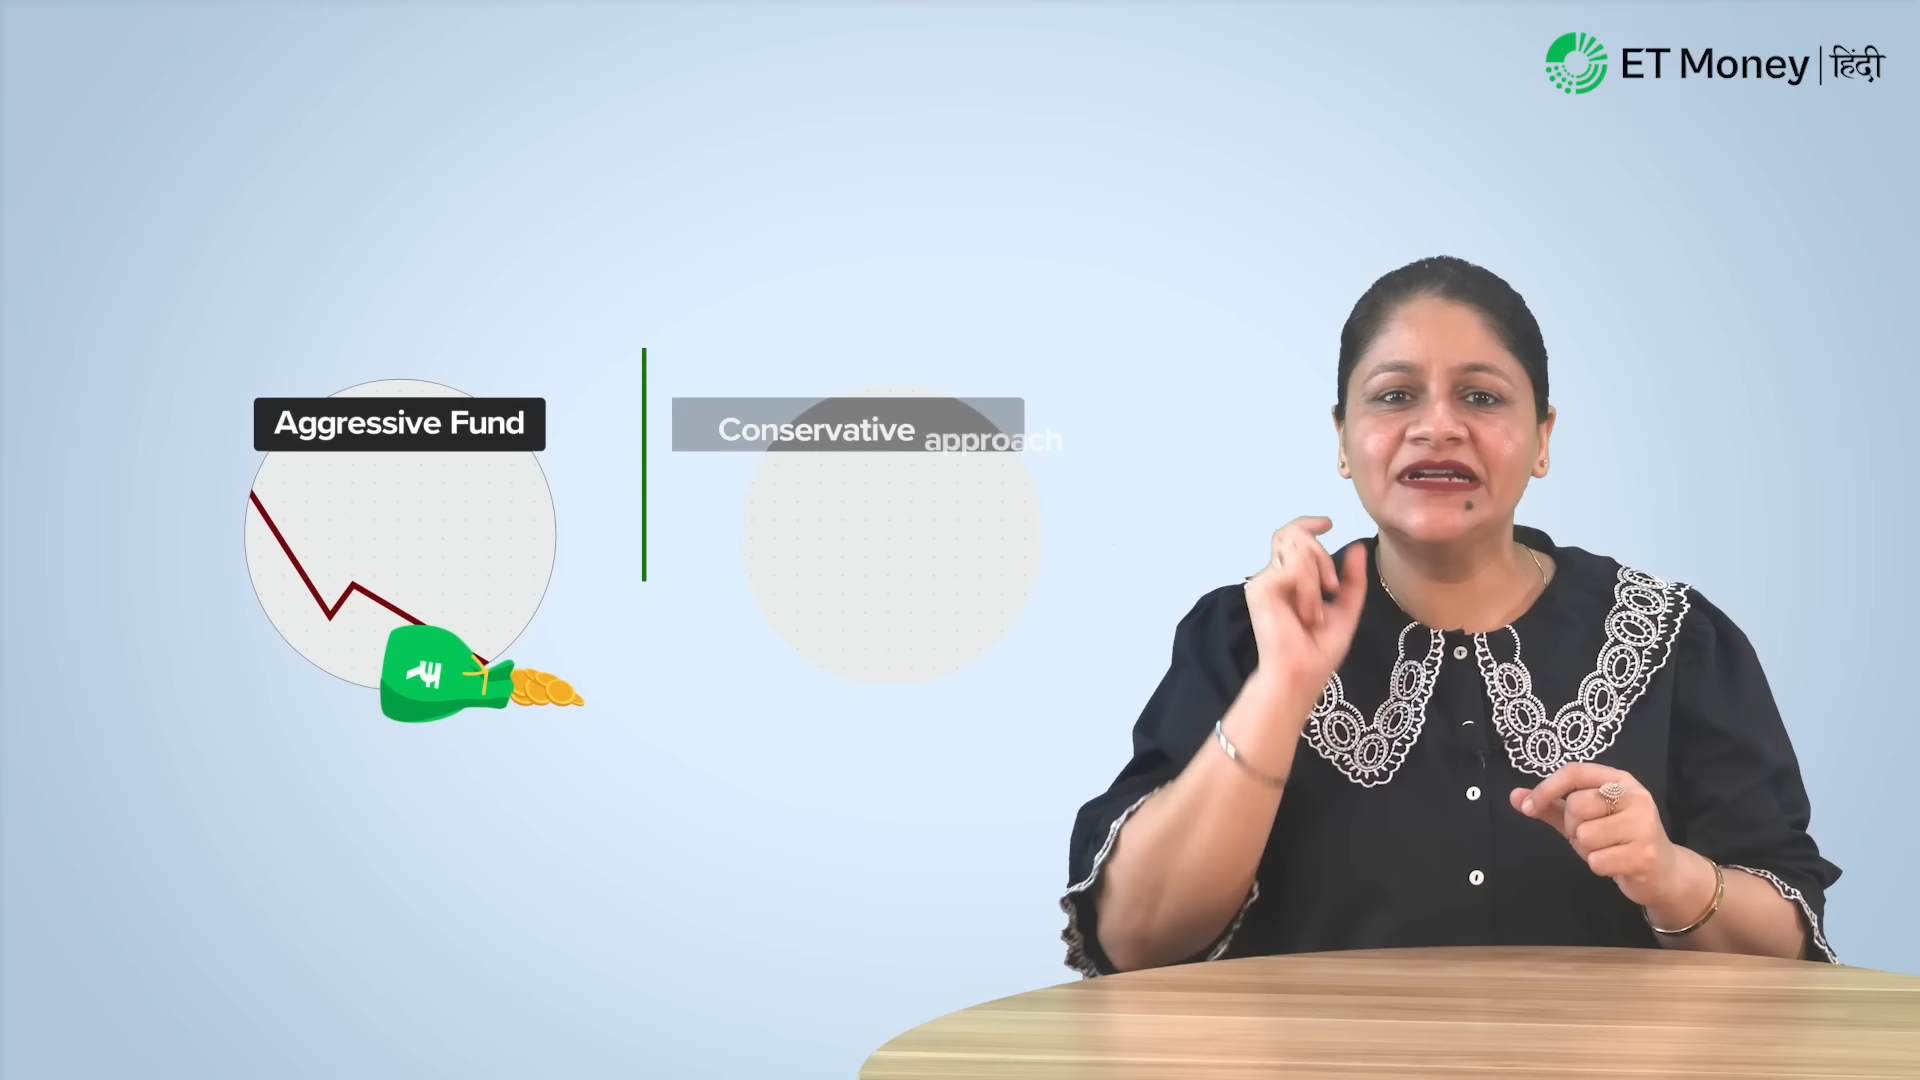 ET Money | हिंदी
Aggressive Fund
Conservative approach
₹